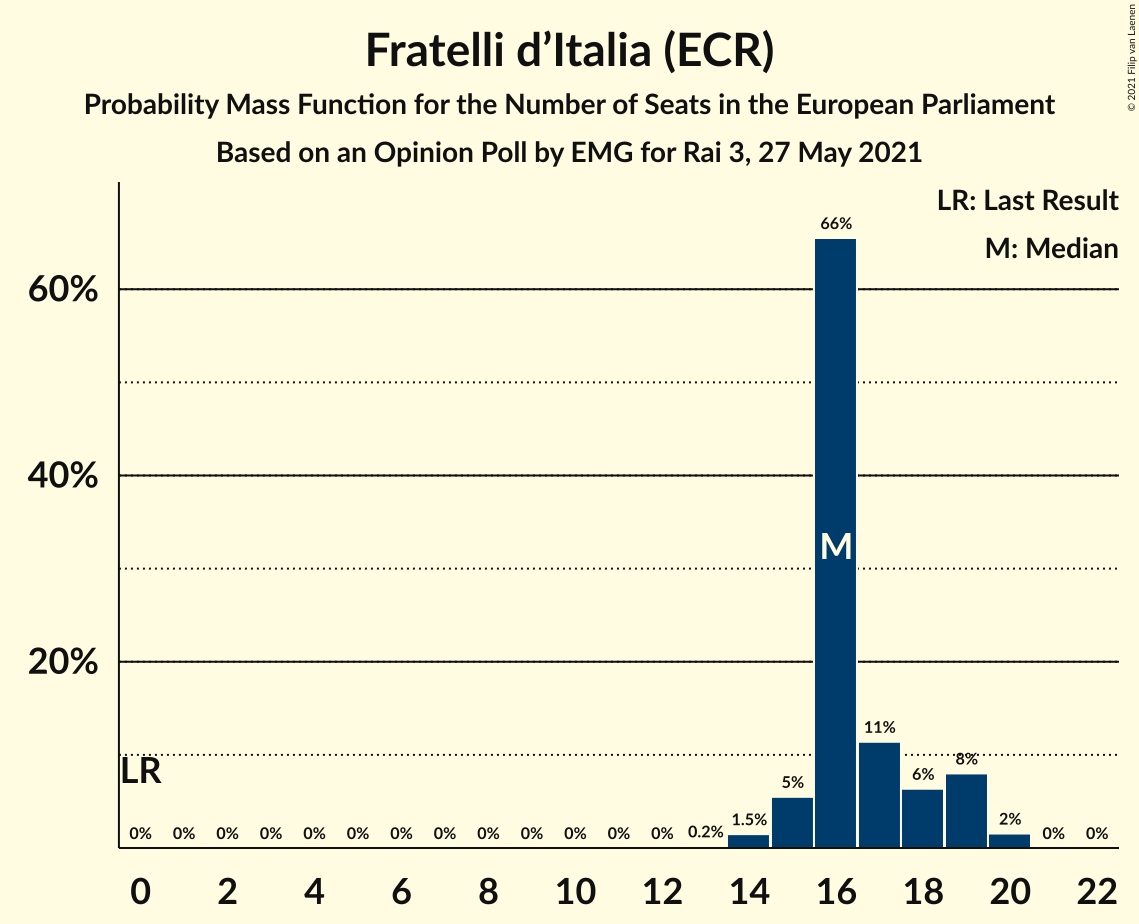 Fratelli d’Italia (ECR)
Probability Mass Function for the Number of Seats in the European Parliament
Based on an Opinion Poll by EMG for Rai 3, 27 May 2021
© 2021 Filip van Laenen
LR: Last Result
M: Median
66%
60%
40%
M
20%
11%
LR
8%
6%
5%
1.5%
2%
0% 0% 0% 0% 0% 0% 0% 0% 0% 0% 0% 0% 0% 0.2% 0% 0%
0 2 4 6 8 10 12 14 16 18 20 22